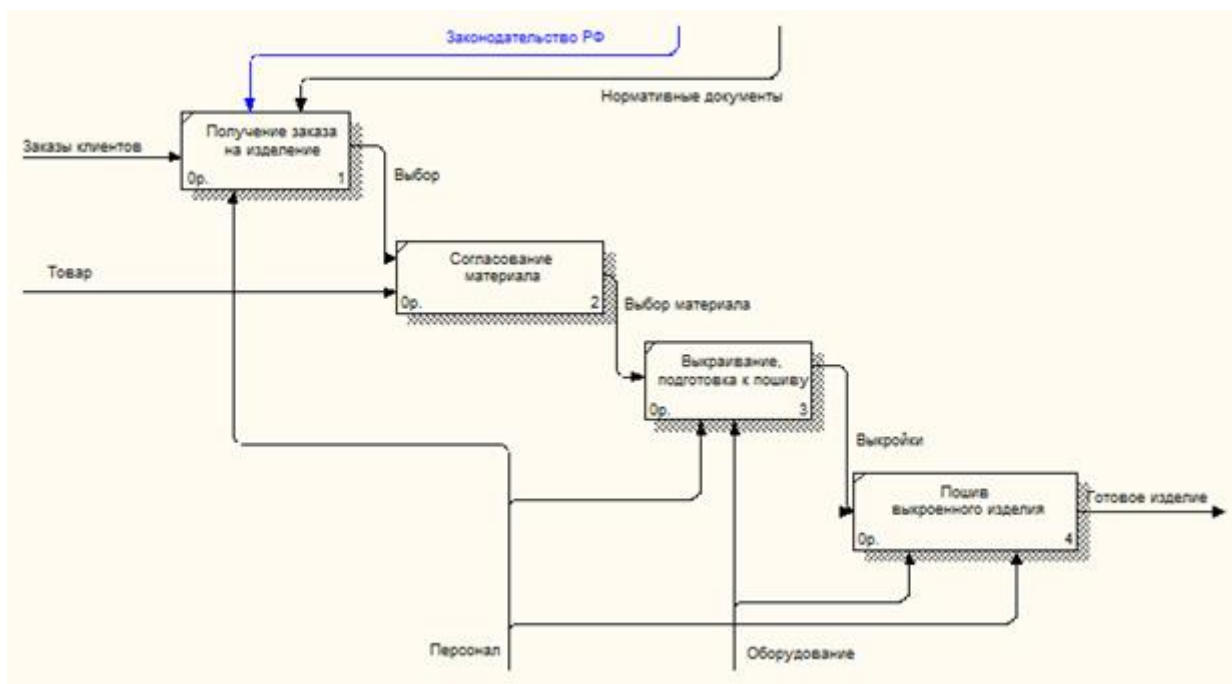 Законодательство РФ
Нормативные документы
Заказы клиентов
Получение заказа
на изделение
0р. 1
Выбор
Товар
Согласование
материала
0р. 2
Выбор материала
Выкраивание,
подготовка к пошиву
0р. 3
Выкройки
Пошив
выкроенного изделия
0р. 4
Готовое изделие
Персонал
Оборудование